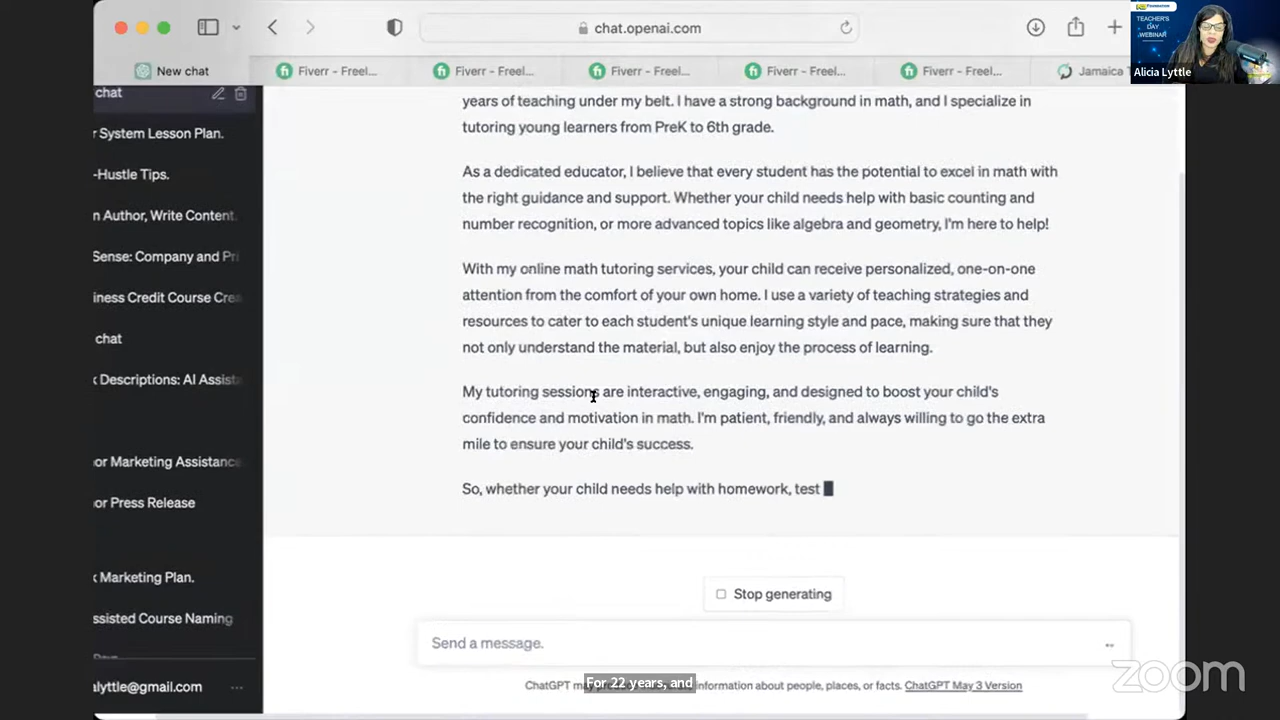 chat.openai.com
TEACHER'S
DAY
WEBINAR
Alicia Lyttle
New chat
Fiverr - Freel...
Fiverr - Freel...
Fiverr - Freel...
Fiverr - Freel...
Fiverr - Freel...
Jamaica
chat
r System Lesson Plan.
-Hustle Tips.
n Author, Write Content.
Sense: Company and Pri
iness Credit Course Crea
chat
x Descriptions: AI Assista
or Marketing Assistance
or Press Release
x Marketing Plan.
ssisted Course Naming
alyttle@gmail.com
years of teaching under my belt. I have a strong background in math, and I specialize in
tutoring young learners from PreK to 6th grade.
As a dedicated educator, I believe that every student has the potential to excel in math with
the right guidance and support. Whether your child needs help with basic counting and
number recognition, or more advanced topics like algebra and geometry, I'm here to help!
With my online math tutoring services, your child can receive personalized, one-on-one
attention from the comfort of your own home. I use a variety of teaching strategies and
resources to cater to each student's unique learning style and pace, making sure that they
not only understand the material, but also enjoy the process of learning.
My tutoring sessions are interactive, engaging, and designed to boost your child's
confidence and motivation in math. I'm patient, friendly, and always willing to go the extra
mile to ensure your child's success.
So, whether your child needs help with homework, test
Stop generating
Send a message.
For 22 years, and
ChatGPT may information about people, places, or facts. ChatGPT May 3 Version
zoom